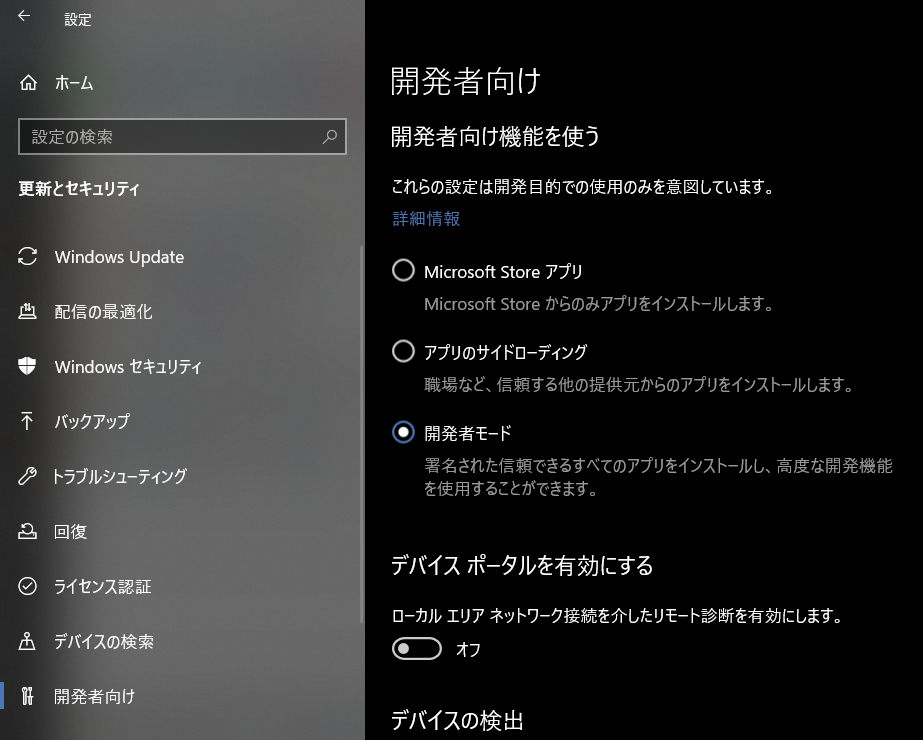 設定
ホーム
設定の検索
更新とセキュリティ
Windows Update
配信の最適化
Windows セキュリティ
バックアップ
トラブルシューティング
回復
ライセンス認証
デバイスの検索
開発者向け
開発者向け
開発者向け機能を使う
これらの設定は開発目的での使用のみを意図しています。
詳細情報
Microsoft Store アプリ
Microsoft Store からのみアプリをインストールします。
アプリのサイドローディング
職場など、信頼する他の提供元からのアプリをインストールします。
開発者モード
署名された信頼できるすべてのアプリをインストールし、高度な開発機能
を使用することができます。
デバイス ポータルを有効にする
ローカル エリア ネットワーク接続を介したリモート診断を有効にします。
オフ
デバイスの検出